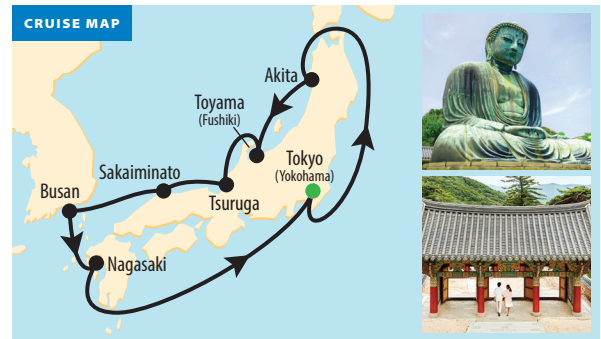 CRUISE MAP
Akita
Toyama
(Fushiki)
Tokyo
(Yokohama)
Sakaiminato
Tsuruga
Busan
Nagasaki